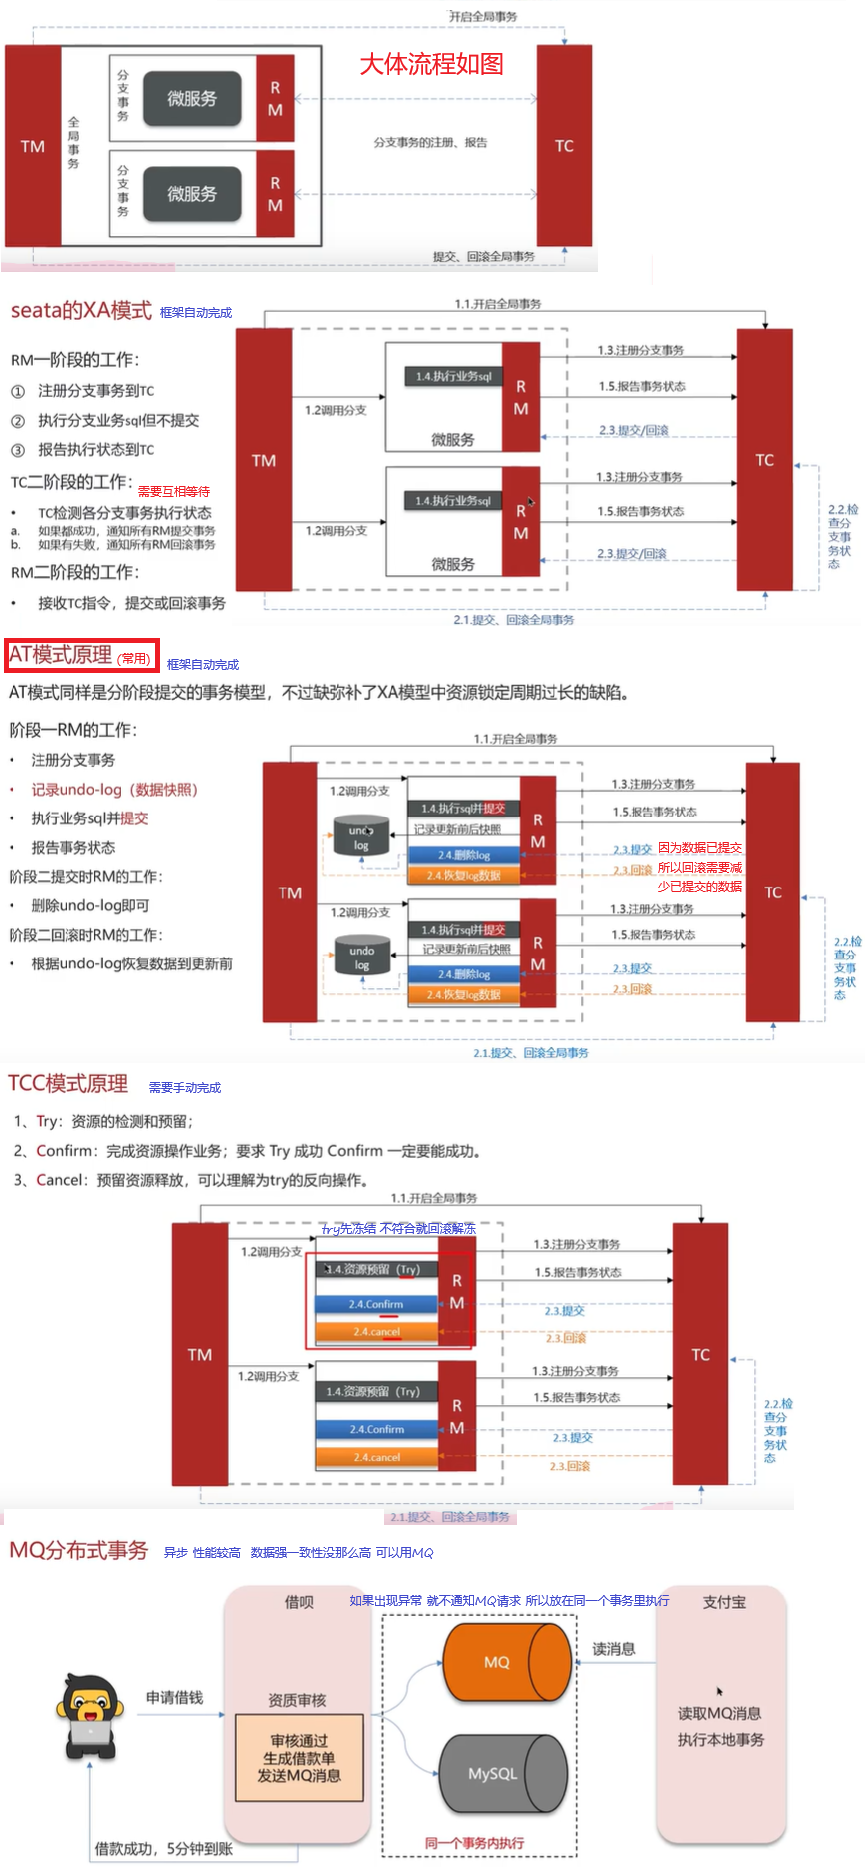 开启全局事务
大体流程如图
分支事务
微服务
RM
全局事务
TM
分支事务的注册、报告
TC
分支事务
微服务
RM
提交、回滚全局事务
seata的XA模式 框架自动完成
RM一阶段的工作：
① 注册分支事务到TC
② 执行分支业务sql但不提交
③ 报告执行状态到TC
TC二阶段的工作： 需要互相等待
• TC检测各分支事务执行状态
a. 如果都成功，通知所有RM提交事务
b. 如果有失败，通知所有RM回滚事务
RM二阶段的工作：
• 接收TC指令，提交或回滚事务
1.1.开启全局事务
1.3.注册分支事务
1.4.执行业务sql
1.5.报告事务状态
1.2调用分支
RM
2.3.提交/回滚
微服务
TM
TC
1.3.注册分支事务
1.4.执行业务sql
1.5.报告事务状态
1.2调用分支
RM
2.3.提交/回滚
微服务
2.2.检查分支事务状态
2.1.提交、回滚全局事务
AT模式原理 (常用) 框架自动完成
AT模式同样是分阶段提交的事务模型，不过缺弥补了XA模型中资源锁定周期过长的缺陷。
阶段一RM的工作：
• 注册分支事务
• 记录undo-log（数据快照）
• 执行业务sql并提交
• 报告事务状态
阶段二提交时RM的工作：
• 删除undo-log即可
阶段二回滚时RM的工作：
• 根据undo-log恢复数据到更新前
1.1.开启全局事务
1.2调用分支
1.3.注册分支事务
1.4.执行sql并提交
1.5.报告事务状态
undo log
记录更新前后快照
RM
2.4.删除log
2.3.提交
因为数据已提交
2.4.恢复log数据
2.3.回滚
所以回滚需要减
少已提交的数据
TM
TC
1.2调用分支
1.3.注册分支事务
1.4.执行sql并提交
1.5.报告事务状态
undo log
记录更新前后快照
RM
2.4.删除log
2.3.提交
2.4.恢复log数据
2.3.回滚
2.2.检查分支事务状态
2.1.提交、回滚全局事务
TCC模式原理 需要手动完成
1、Try：资源的检测和预留；
2、Confirm：完成资源操作业务；要求 Try 成功 Confirm 一定要能成功。
3、Cancel：预留资源释放，可以理解为try的反向操作。
1.1.开启全局事务
try先冻结 不符合就回滚解冻
1.2调用分支
1.3.注册分支事务
1.4.资源预留（Try）
1.5.报告事务状态
RM
2.4.Confirm
2.3.提交
2.4.cancel
2.3.回滚
TM
TC
1.2调用分支
1.3.注册分支事务
1.4.资源预留（Try）
1.5.报告事务状态
RM
2.4.Confirm
2.3.提交
2.4.cancel
2.3.回滚
2.2.检查分支事务状态
2.1.提交、回滚全局事务
MQ分布式事务 异步 性能较高 数据强一致性没那么高 可以用MQ
借呗
如果出现异常 就不通知MQ请求 所以放在同一个事务里执行
支付宝
申请借钱
资质审核
审核通过
生成借款单
发送MQ消息
MQ
读消息
读取MQ消息
执行本地事务
MySQL
同一个事务内执行
借款成功，5分钟到账